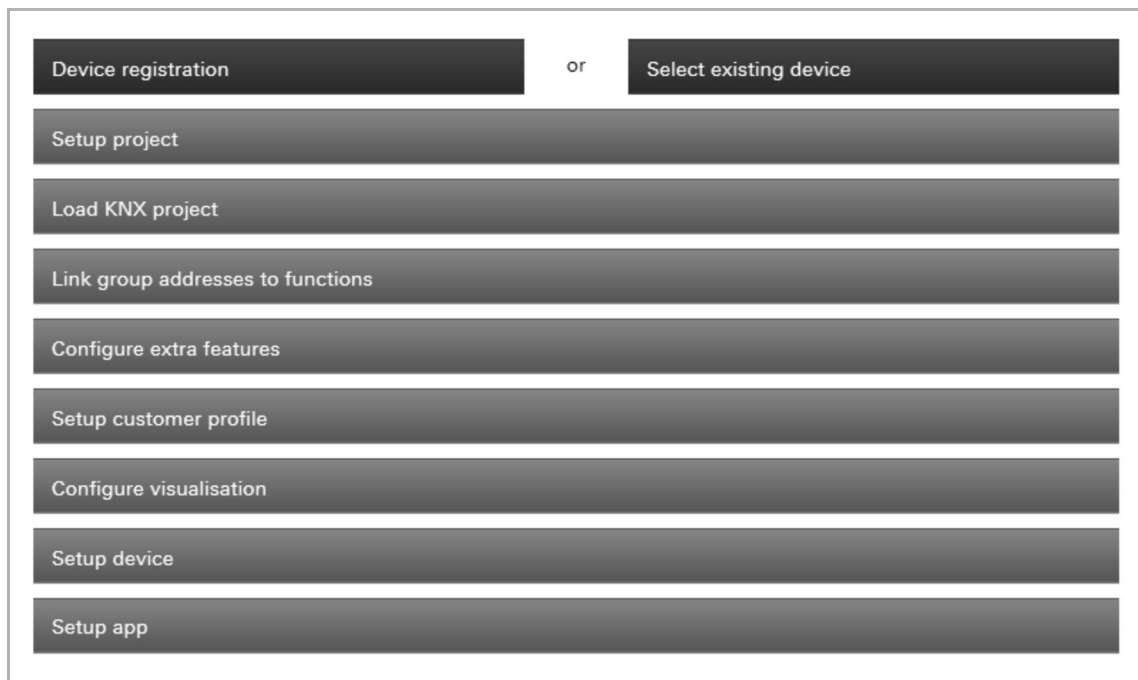 Device registration or Select existing device
Setup project
Load KNX project
Link group addresses to functions
Configure extra features
Setup customer profile
Configure visualisation
Setup device
Setup app